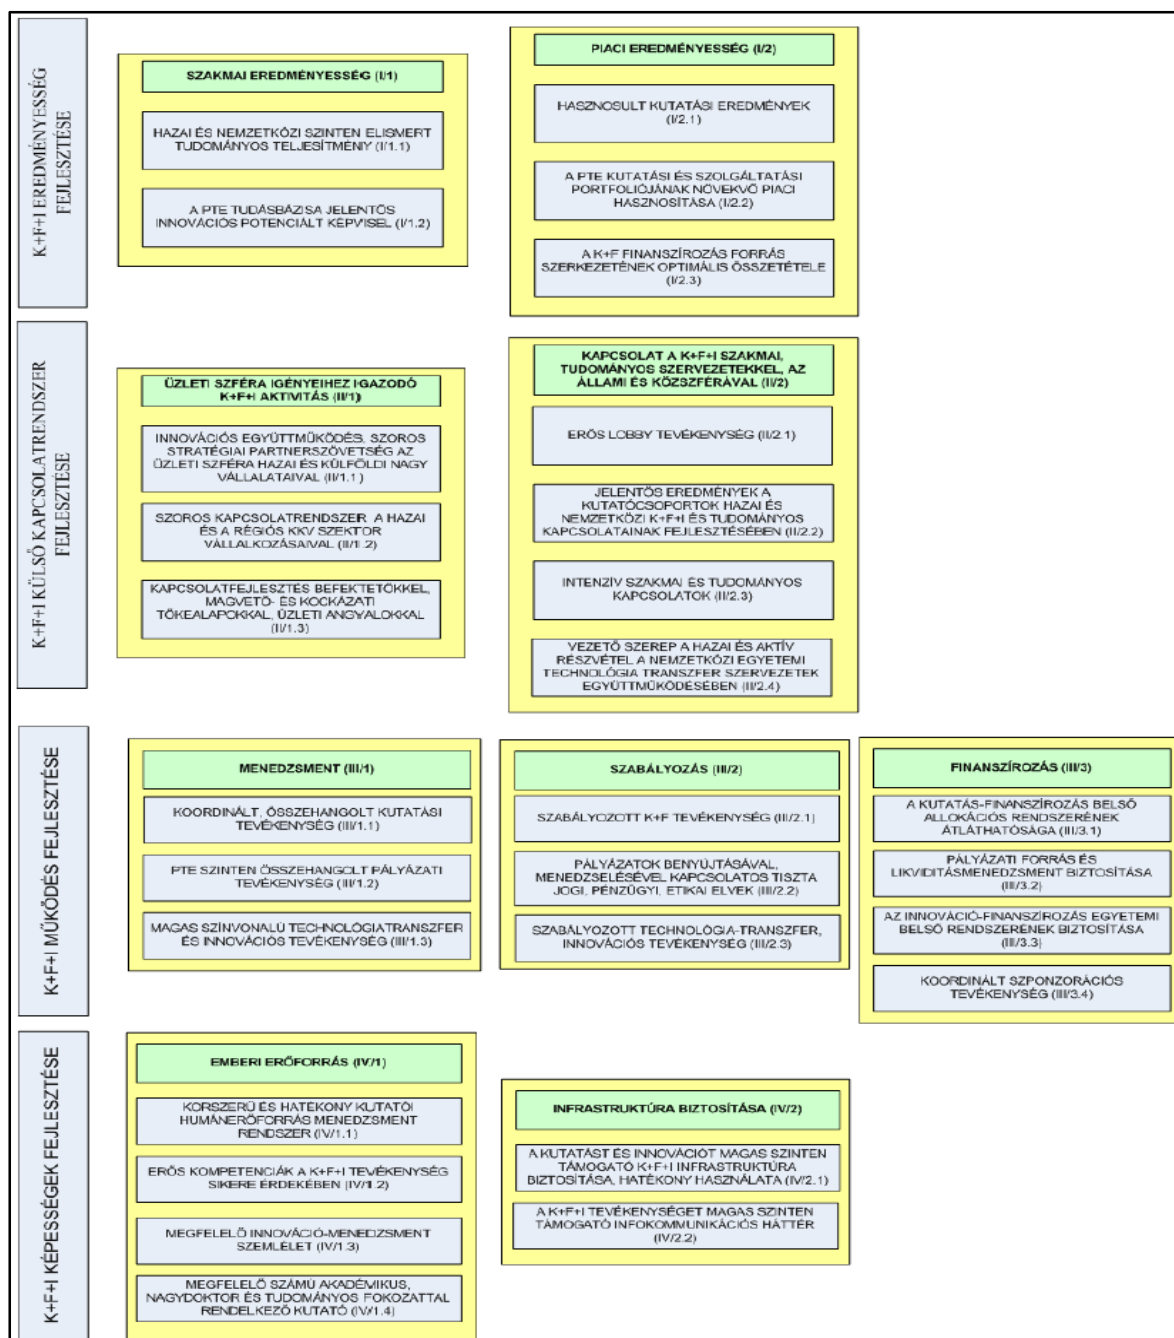 K+F+I EREDMÉNYESSÉG
FEJLESZTÉSE
SZAKMAI EREDMÉNYESSÉG (I/1)
HAZAI ÉS NEMZETKÖZI SZINTEN ELISMERT
TUDOMÁNYOS TELJESÍTMÉNY (I/1.1)
A PTE TUDÁSBÁZISA JELENTŐS
INNOVÁCIÓS POTENCIÁLT KÉPVISEL (I/1.2)
PIACI EREDMÉNYESSÉG (I/2)
HASZNOSULT KUTATÁSI EREDMÉNYEK
(I/2.1)
A PTE KUTATÁSI ÉS SZOLGÁLTATÁSI
PORTFOLIÓJÁNAK NÖVEKVŐ PIACI
HASZNOSÍTÁSA (I/2.2)
A K+F FINANSZÍROZÁS FORRÁS
SZERKEZETÉNEK OPTIMÁLIS ÖSSZETÉTELE
(I/2.3)
K+F+I KÜLSŐ KAPCSOLATRENDSZER
FEJLESZTÉSE
ÜZLETI SZFÉRA IGÉNYEIHEZ IGAZODÓ
K+F+I AKTIVITÁS (II/1)
INNOVÁCIÓS EGYÜTTMŰKÖDÉS, SZOROS
STRATÉGIAI PARTNERSZÖVETSÉG AZ
ÜZLETI SZFÉRA HAZAI ÉS KÜLFÖLDI NAGY
VÁLLALATAIVAL (II/1.1)
SZOROS KAPCSOLATRENDSZER A HAZAI
ÉS A RÉGIÓS KKV SZEKTOR
VÁLLALKOZÁSAIVAL (II/1.2)
KAPCSOLATFEJLESZTÉS BEFEKTETŐKKEL,
MAGVETŐ- ÉS KOCKÁZATI
TŐKEALAPOKKAL, ÜZLETI ANGYALOKKAL
(II/1.3)
KAPCSOLAT A K+F+I SZAKMAI,
TUDOMÁNYOS SZERVEZETEKKEL, AZ
ÁLLAMI ÉS KÖZSZFÉRÁVAL (II/2)
ERŐS LOBBY TEVÉKENYSÉG (II/2.1)
JELENTŐS EREDMÉNYEK A
KUTATÓCSOPORTOK HAZAI ÉS
NEMZETKÖZI K+F+I ÉS TUDOMÁNYOS
KAPCSOLATAINAK FEJLESZTÉSÉBEN (II/2.2)
INTENZÍV SZAKMAI ÉS TUDOMÁNYOS
KAPCSOLATOK (II/2.3)
VEZETŐ SZEREP A HAZAI ÉS AKTÍV
RÉSZVÉTEL A NEMZETKÖZI EGYETEMI
TECHNOLÓGIA TRANSZFER SZERVEZETEK
EGYÜTTMŰKÖDÉSÉBEN (II/2.4)
K+F+I MŰKÖDÉS FEJLESZTÉSE
MENEDZSMENT (III/1)
KOORDINÁLT, ÖSSZEHANGOLT KUTATÁSI
TEVÉKENYSÉG (III/1.1)
PTE SZINTEN ÖSSZEHANGOLT PÁLYÁZATI
TEVÉKENYSÉG (III/1.2)
MAGAS SZÍNVONALÚ TECHNOLÓGIATRANSZFER
ÉS INNOVÁCIÓS TEVÉKENYSÉG (III/1.3)
SZABÁLYOZÁS (III/2)
SZABÁLYOZOTT K+F TEVÉKENYSÉG (III/2.1)
PÁLYÁZATOK BENYÚJTÁSÁVAL,
MENEDZSELÉSÉVEL KAPCSOLATOS TISZTA
JOGI, PÉNZÜGYI, ETIKAI ELVEK (III/2.2)
SZABÁLYOZOTT TECHNOLÓGIA-TRANSZFER,
INNOVÁCIÓS TEVÉKENYSÉG (III/2.3)
FINANSZÍROZÁS (III/3)
A KUTATÁS-FINANSZÍROZÁS BELSŐ
ALLOKÁCIÓS RENDSZERÉNEK
ÁTLÁTHATÓSÁGA (III/3.1)
PÁLYÁZATI FORRÁS ÉS
LIKVIDITÁSMENEDZSMENT BIZTOSÍTÁSA
(III/3.2)
AZ INNOVÁCIÓ-FINANSZÍROZÁS EGYETEMI
BELSŐ RENDSZERÉNEK BIZTOSÍTÁSA
(III/3.3)
KOORDINÁLT SZPONZORÁCIÓS
TEVÉKENYSÉG (III/3.4)
K+F+I KÉPESSÉGEK FEJLESZTÉSE
EMBERI ERŐFORRÁS (IV/1)
KORSZERŰ ÉS HATÉKONY KUTATÓI
HUMÁNERŐFORRÁS MENEDZSMENT
RENDSZER (IV/1.1)
ERŐS KOMPETENCIÁK A K+F+I TEVÉKENYSÉG
SIKERE ÉRDEKÉBEN (IV/1.2)
MEGFELELŐ INNOVÁCIÓ-MENEDZSMENT
SZEMLÉLET (IV/1.3)
MEGFELELŐ SZÁMÚ AKADÉMIKUS,
NAGYDOKTOR ÉS TUDOMÁNYOS FOKOZATTAL
RENDELKEZŐ KUTATÓ (IV/1.4)
INFRASTRUKTÚRA BIZTOSÍTÁSA (IV/2)
A KUTATÁST ÉS INNOVÁCIÓT MAGAS SZINTEN
TÁMOGATÓ K+F+I INFRASTRUKTÚRA
BIZTOSÍTÁSA, HATÉKONY HASZNÁLATA (IV/2.1)
A K+F+I TEVÉKENYSÉGET MAGAS SZINTEN
TÁMOGATÓ INFOKOMMUNIKÁCIÓS HÁTTÉR
(IV/2.2)